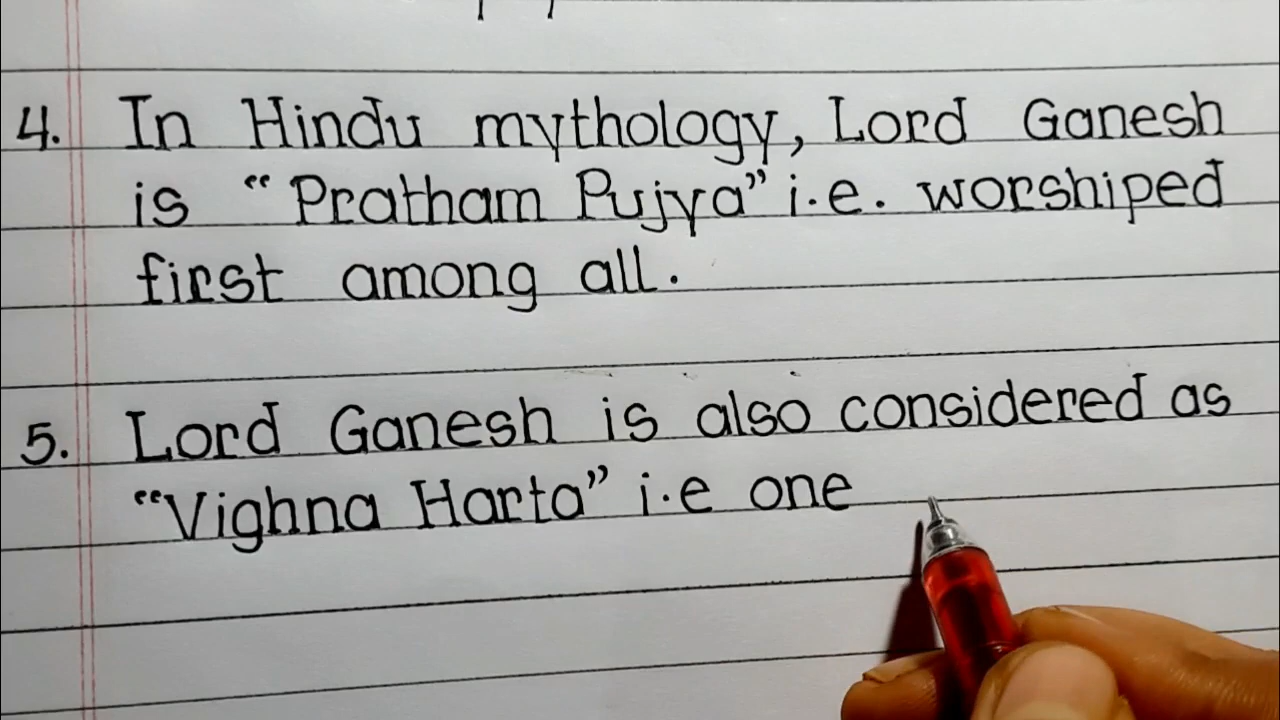 4. In Hindu mythology, Lord Ganesh
is "Pratham Pujya" i.e. worshiped
first among all.
5. Lord Ganesh is also considered as
"Vighna Harta" i.e one